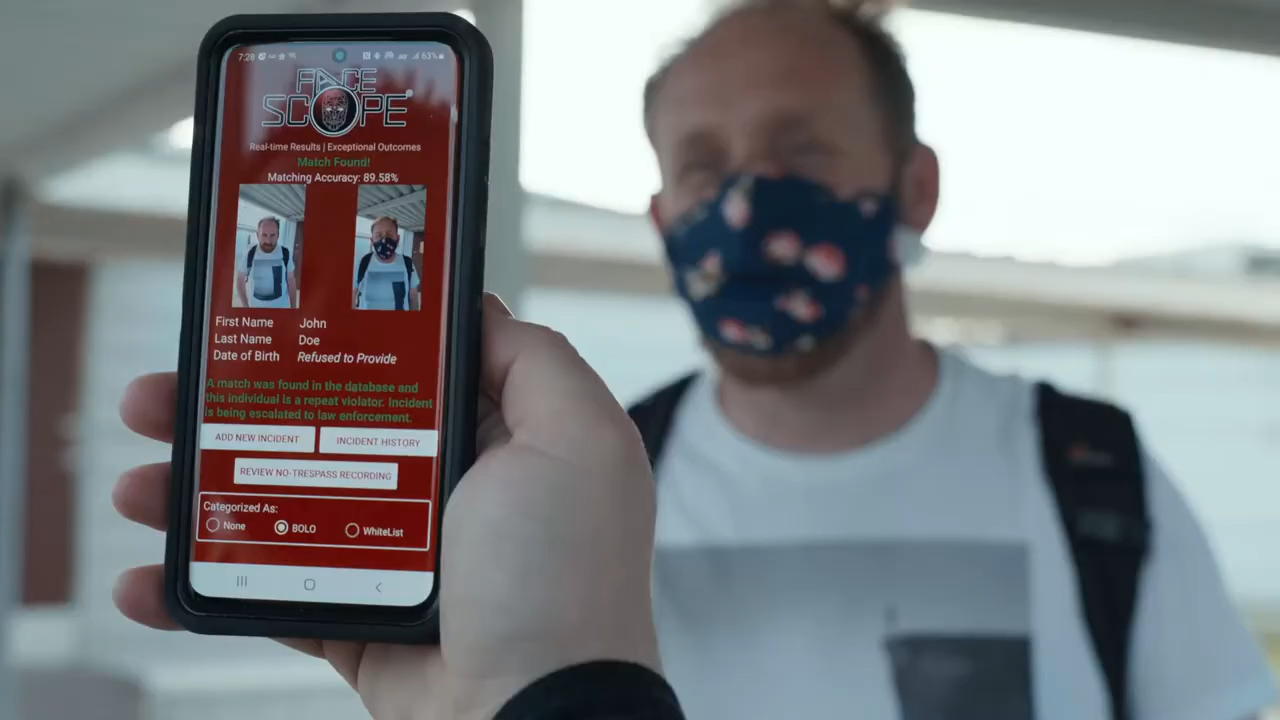 7:28
63%
FACE
SCOPE
Real-time Results | Exceptional Outcomes
Match Found!
Matching Accuracy: 89.58%
First Name John
Last Name Doe
Date of Birth Refused to Provide
A match was found in the database and
this individual is a repeat violator. Incident
is being escalated to law enforcement.
ADD NEW INCIDENT INCIDENT HISTORY
REVIEW NO-TRESPASS RECORDING
Categorized As:
None BOLO WhiteList